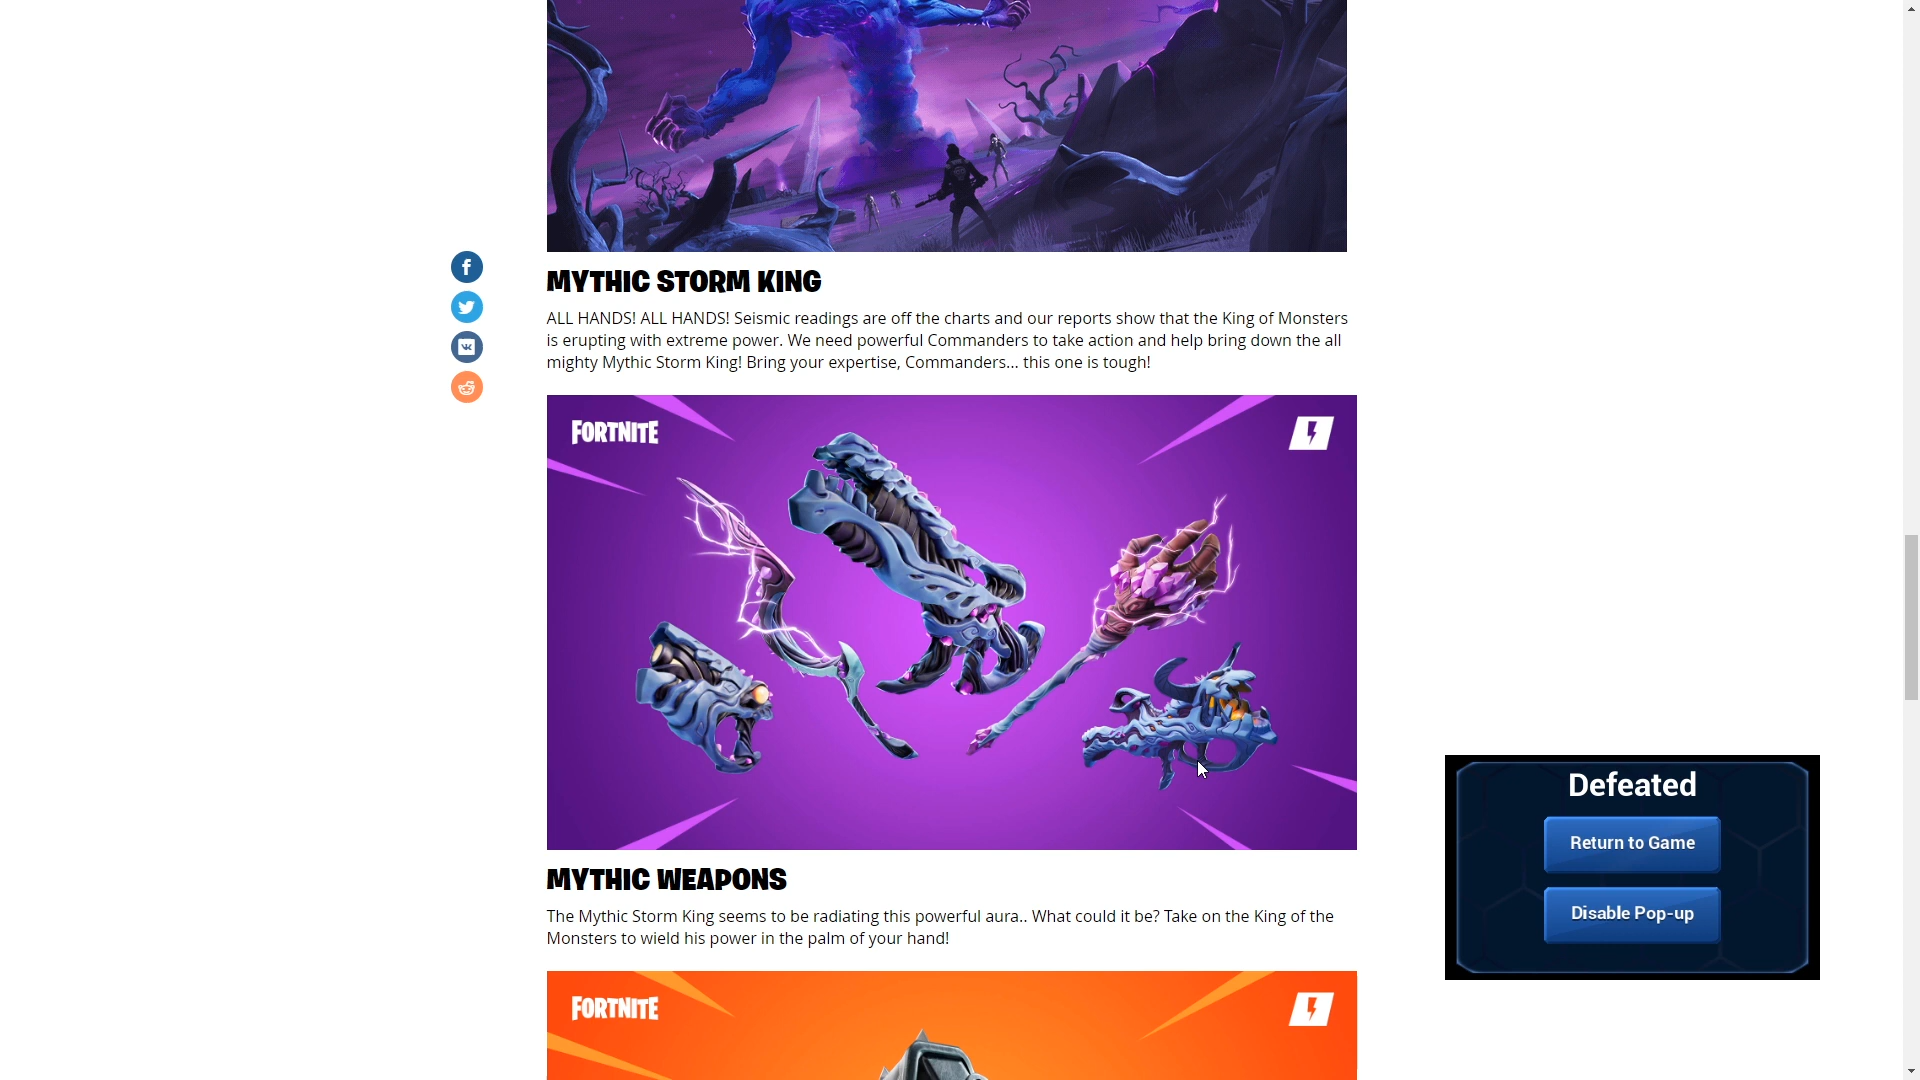 MYTHIC STORM KING
ALL HANDS! ALL HANDS! Seismic readings are off the charts and our reports show that the King of Monsters
is erupting with extreme power. We need powerful Commanders to take action and help bring down the all
mighty Mythic Storm King! Bring your expertise, Commanders... this one is tough!
FORTNITE
MYTHIC WEAPONS
The Mythic Storm King seems to be radiating this powerful aura.. What could it be? Take on the King of the
Monsters to wield his power in the palm of your hand!
FORTNITE
Defeated
Return to Game
Disable Pop-up